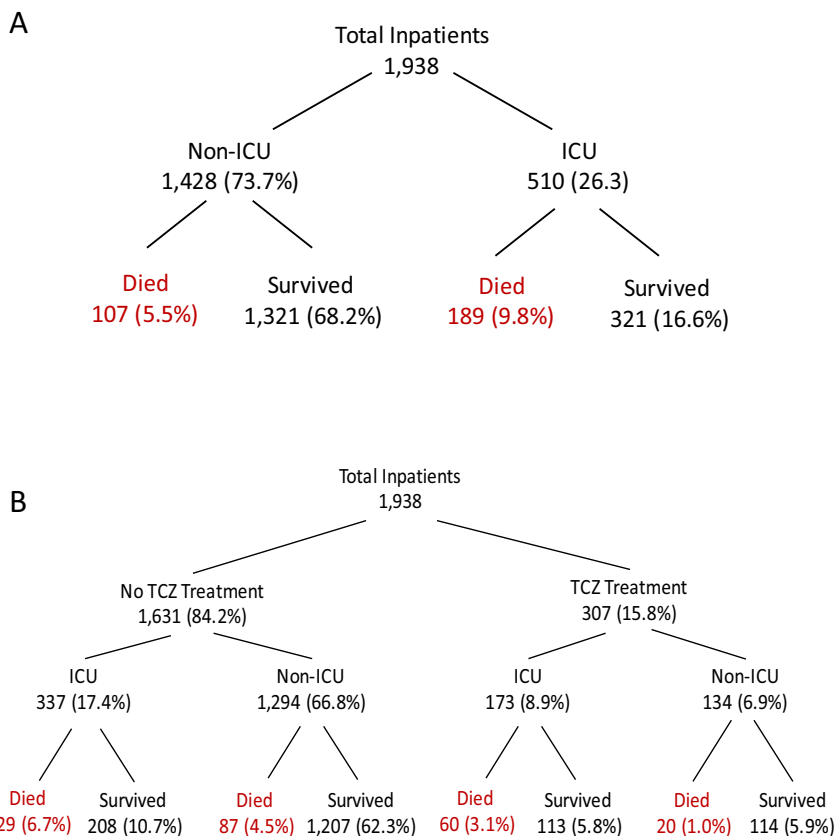 A
Total Inpatients
1,938
Non-ICU
1,428 (73.7%)
ICU
510 (26.3)
Died
107 (5.5%)
Survived
1,321 (68.2%)
Died
189 (9.8%)
Survived
321 (16.6%)
B
Total Inpatients
1,938
No TCZ Treatment
1,631 (84.2%)
TCZ Treatment
307 (15.8%)
ICU
337 (17.4%)
Non-ICU
1,294 (66.8%)
ICU
173 (8.9%)
Non-ICU
134 (6.9%)
Died
29 (6.7%)
Survived
208 (10.7%)
Died
87 (4.5%)
Survived
1,207 (62.3%)
Died
60 (3.1%)
Survived
113 (5.8%)
Died
20 (1.0%)
Survived
114 (5.9%)